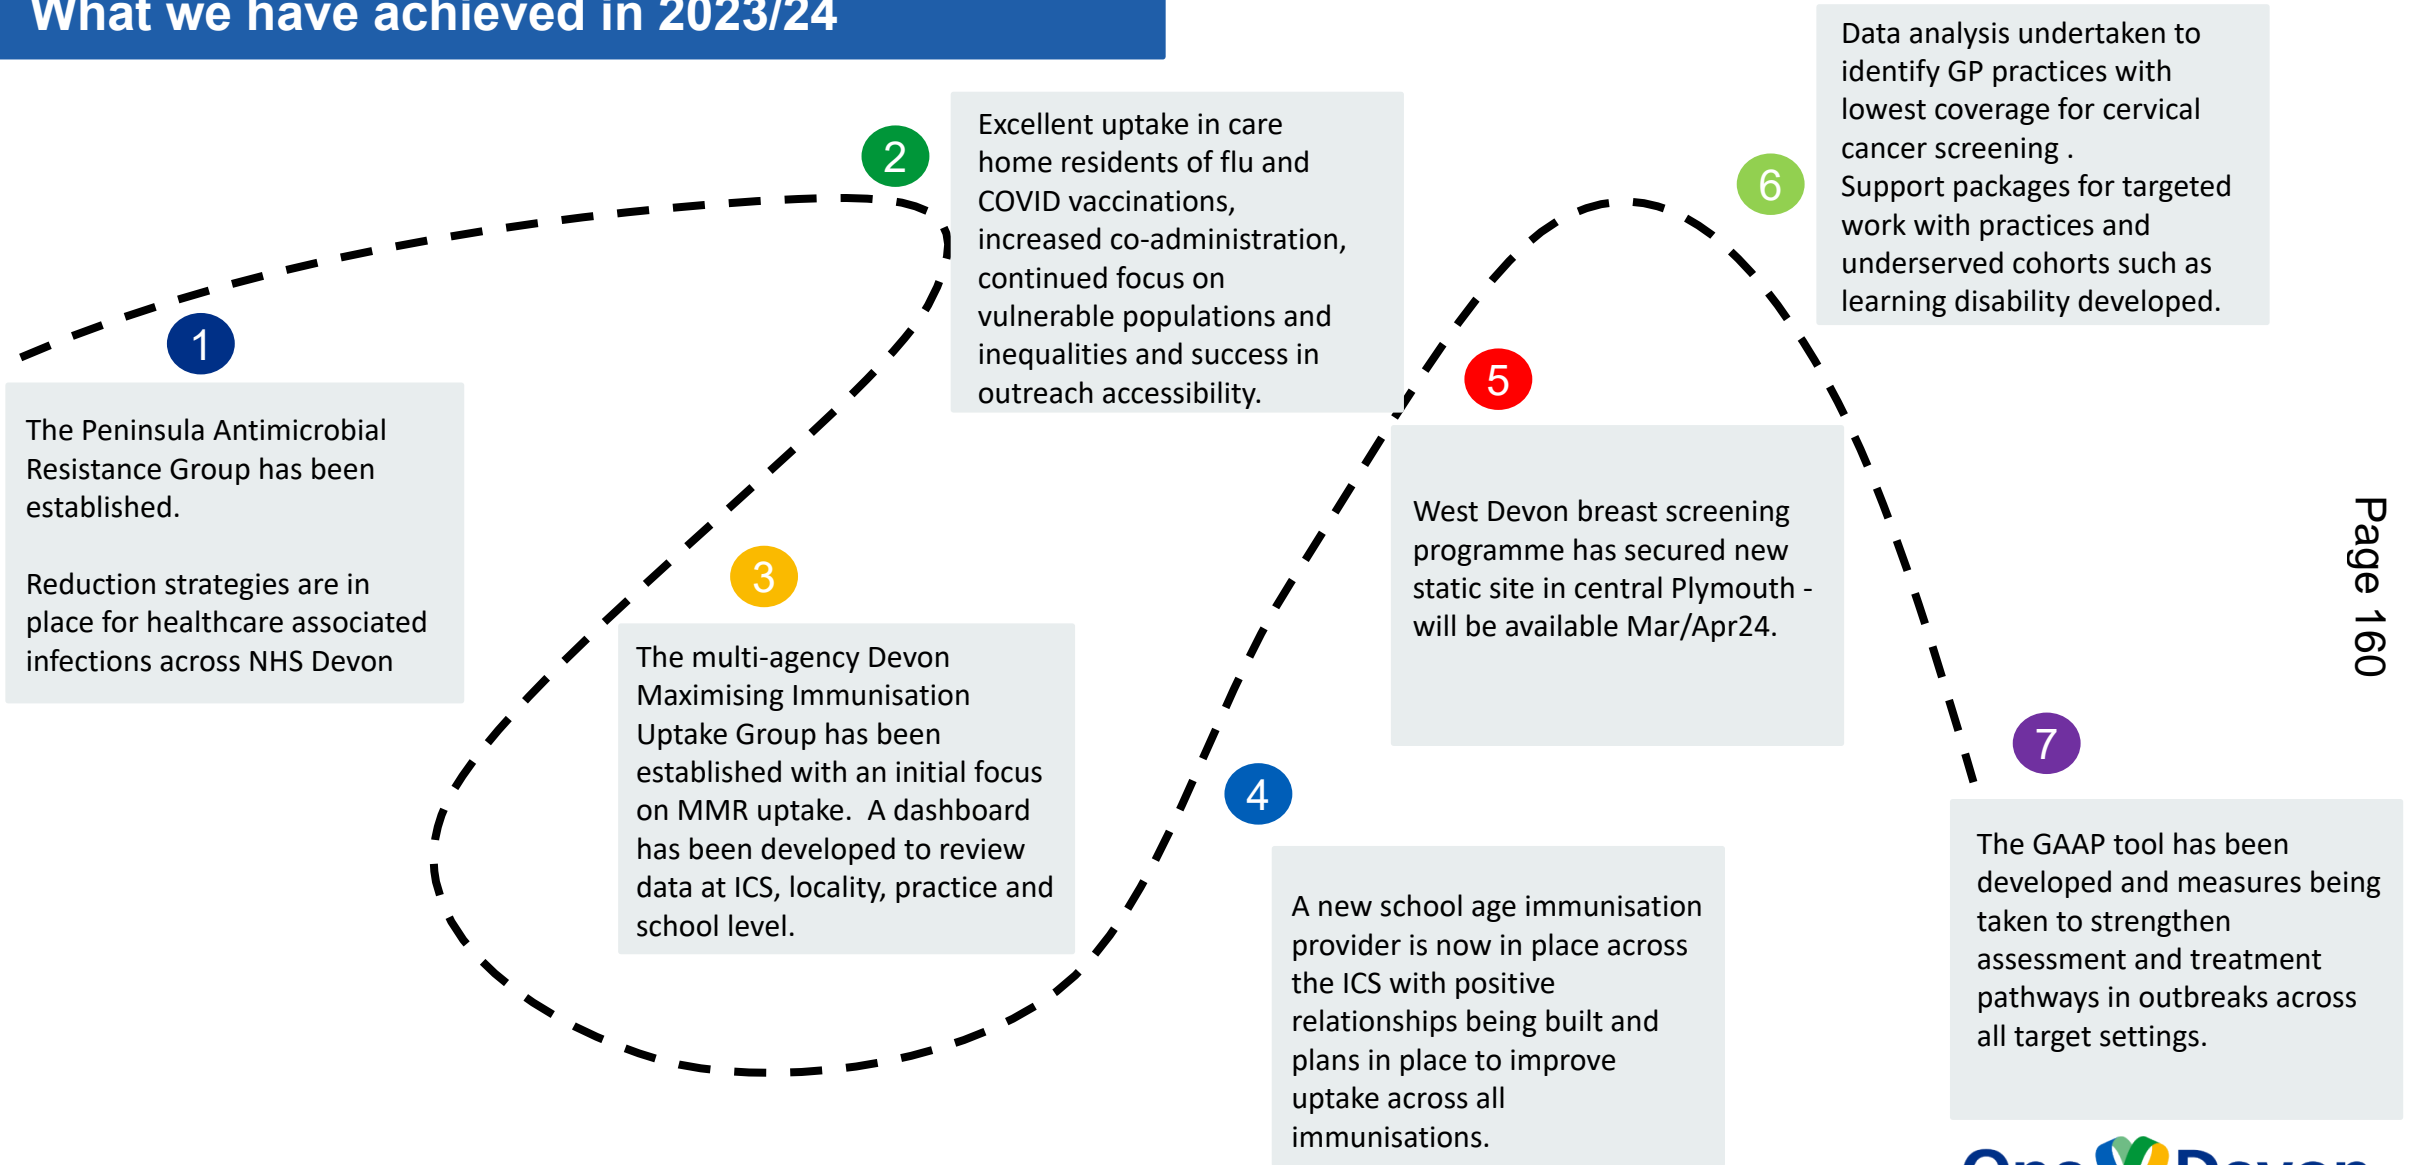 What we have achieved in 2023/24
1
The Peninsula Antimicrobial
Resistance Group has been
established.
Reduction strategies are in
place for healthcare associated
infections across NHS Devon
2
Excellent uptake in care
home residents of flu and
COVID vaccinations,
increased co-administration,
continued focus on
vulnerable populations and
inequalities and success in
outreach accessibility.
3
The multi-agency Devon
Maximising Immunisation
Uptake Group has been
established with an initial focus
on MMR uptake.  A dashboard
has been developed to review
data at ICS, locality, practice and
school level.
4
A new school age immunisation
provider is now in place across
the ICS with positive
relationships being built and
plans in place to improve
uptake across all
immunisations.
5
West Devon breast screening
programme has secured new
static site in central Plymouth -
will be available Mar/Apr24.
6
Data analysis undertaken to
identify GP practices with
lowest coverage for cervical
cancer screening .
Support packages for targeted
work with practices and
underserved cohorts such as
learning disability developed.
7
The GAAP tool has been
developed and measures being
taken to strengthen
assessment and treatment
pathways in outbreaks across
all target settings.
Page 160
One Devon